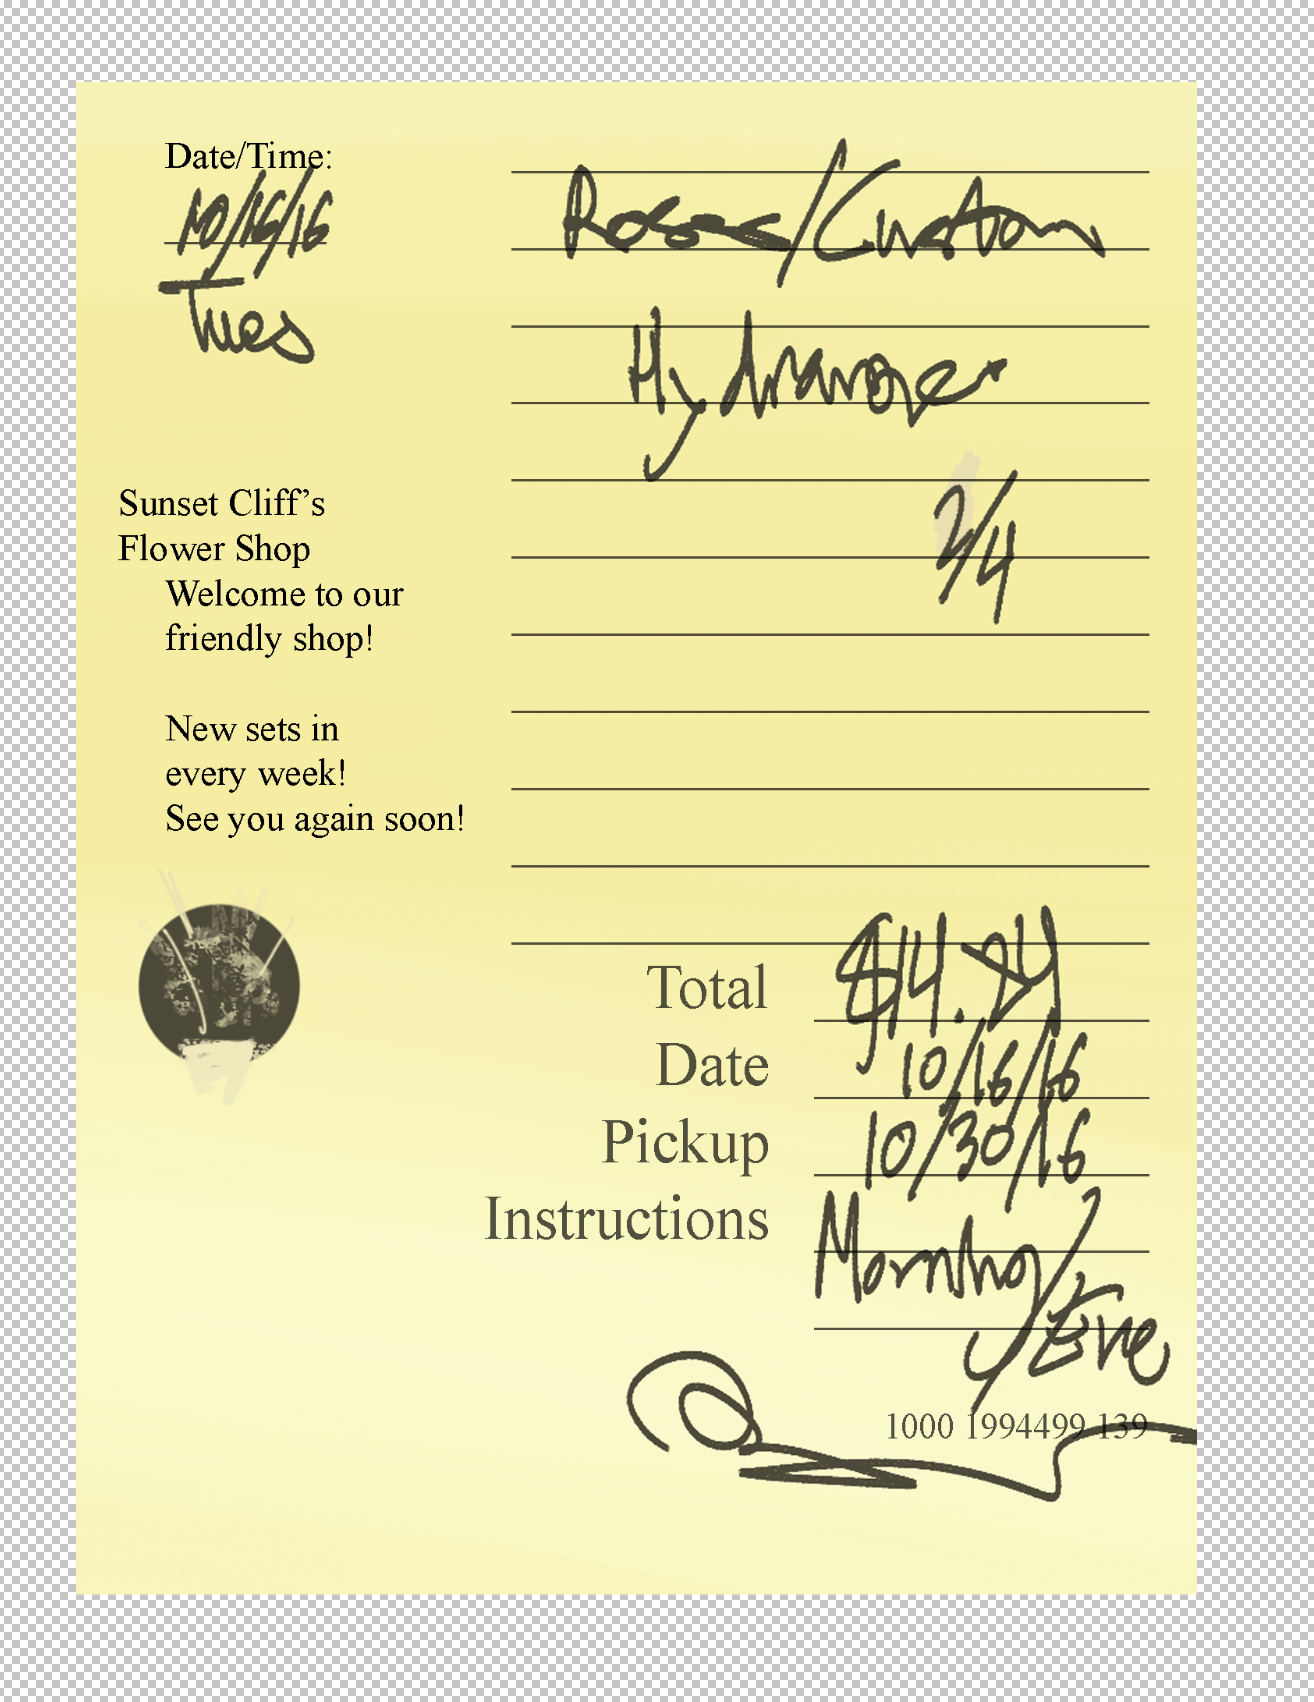 Date/Time:
10/16/16
Tues
Roses/Custom
Hydrangea
2/4
Sunset Cliff’s
Flower Shop
Welcome to our
friendly shop!
New sets in
every week!
See you again soon!
Total $14.84
Date 10/16/16
Pickup 10/30/16
Instructions Morning
/Eve
1000 1994499 139